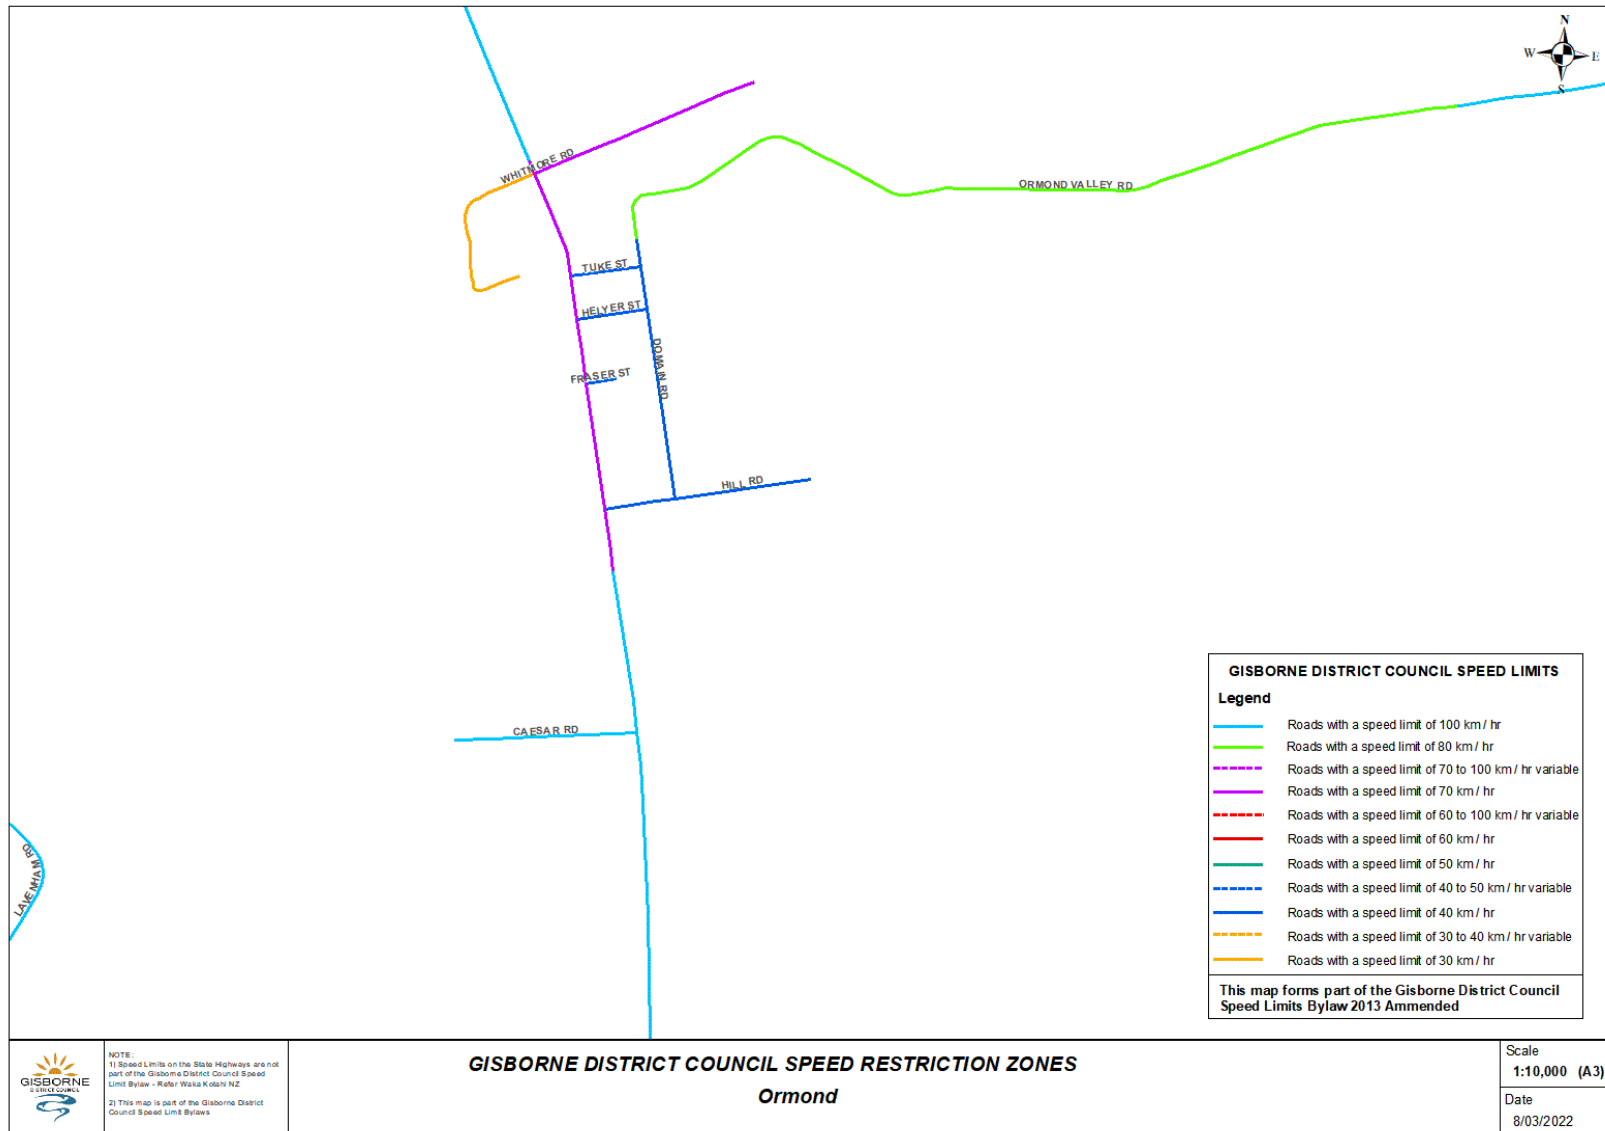 N
W
E
S
WHITMORE RD
ORMOND VALLEY RD
TUKE ST
HELYER ST
DOMAIN RD
FRASER ST
HILL RD
CAESAR RD
LAVENHAM RD
GISBORNE DISTRICT COUNCIL SPEED LIMITS
Legend
Roads with a speed limit of 100 km / hr
Roads with a speed limit of 80 km / hr
Roads with a speed limit of 70 to 100 km / hr variable
Roads with a speed limit of 70 km / hr
Roads with a speed limit of 60 to 100 km / hr variable
Roads with a speed limit of 60 km / hr
Roads with a speed limit of 50 km / hr
Roads with a speed limit of 40 to 50 km / hr variable
Roads with a speed limit of 40 km / hr
Roads with a speed limit of 30 to 40 km / hr variable
Roads with a speed limit of 30 km / hr
This map forms part of the Gisborne District Council
Speed Limits Bylaw 2013 Ammended
GISBORNE
DISTRICT COUNCIL
NOTE:
1) Speed Limits on the State Highways are not
part of the Gisborne District Council Speed
Limit Bylaw - Refer Waka Kotahi NZ
2) This map is part of the Gisborne District
Council Speed Limit Bylaws
GISBORNE DISTRICT COUNCIL SPEED RESTRICTION ZONES
Ormond
Scale
1:10,000 (A3)
Date
8/03/2022